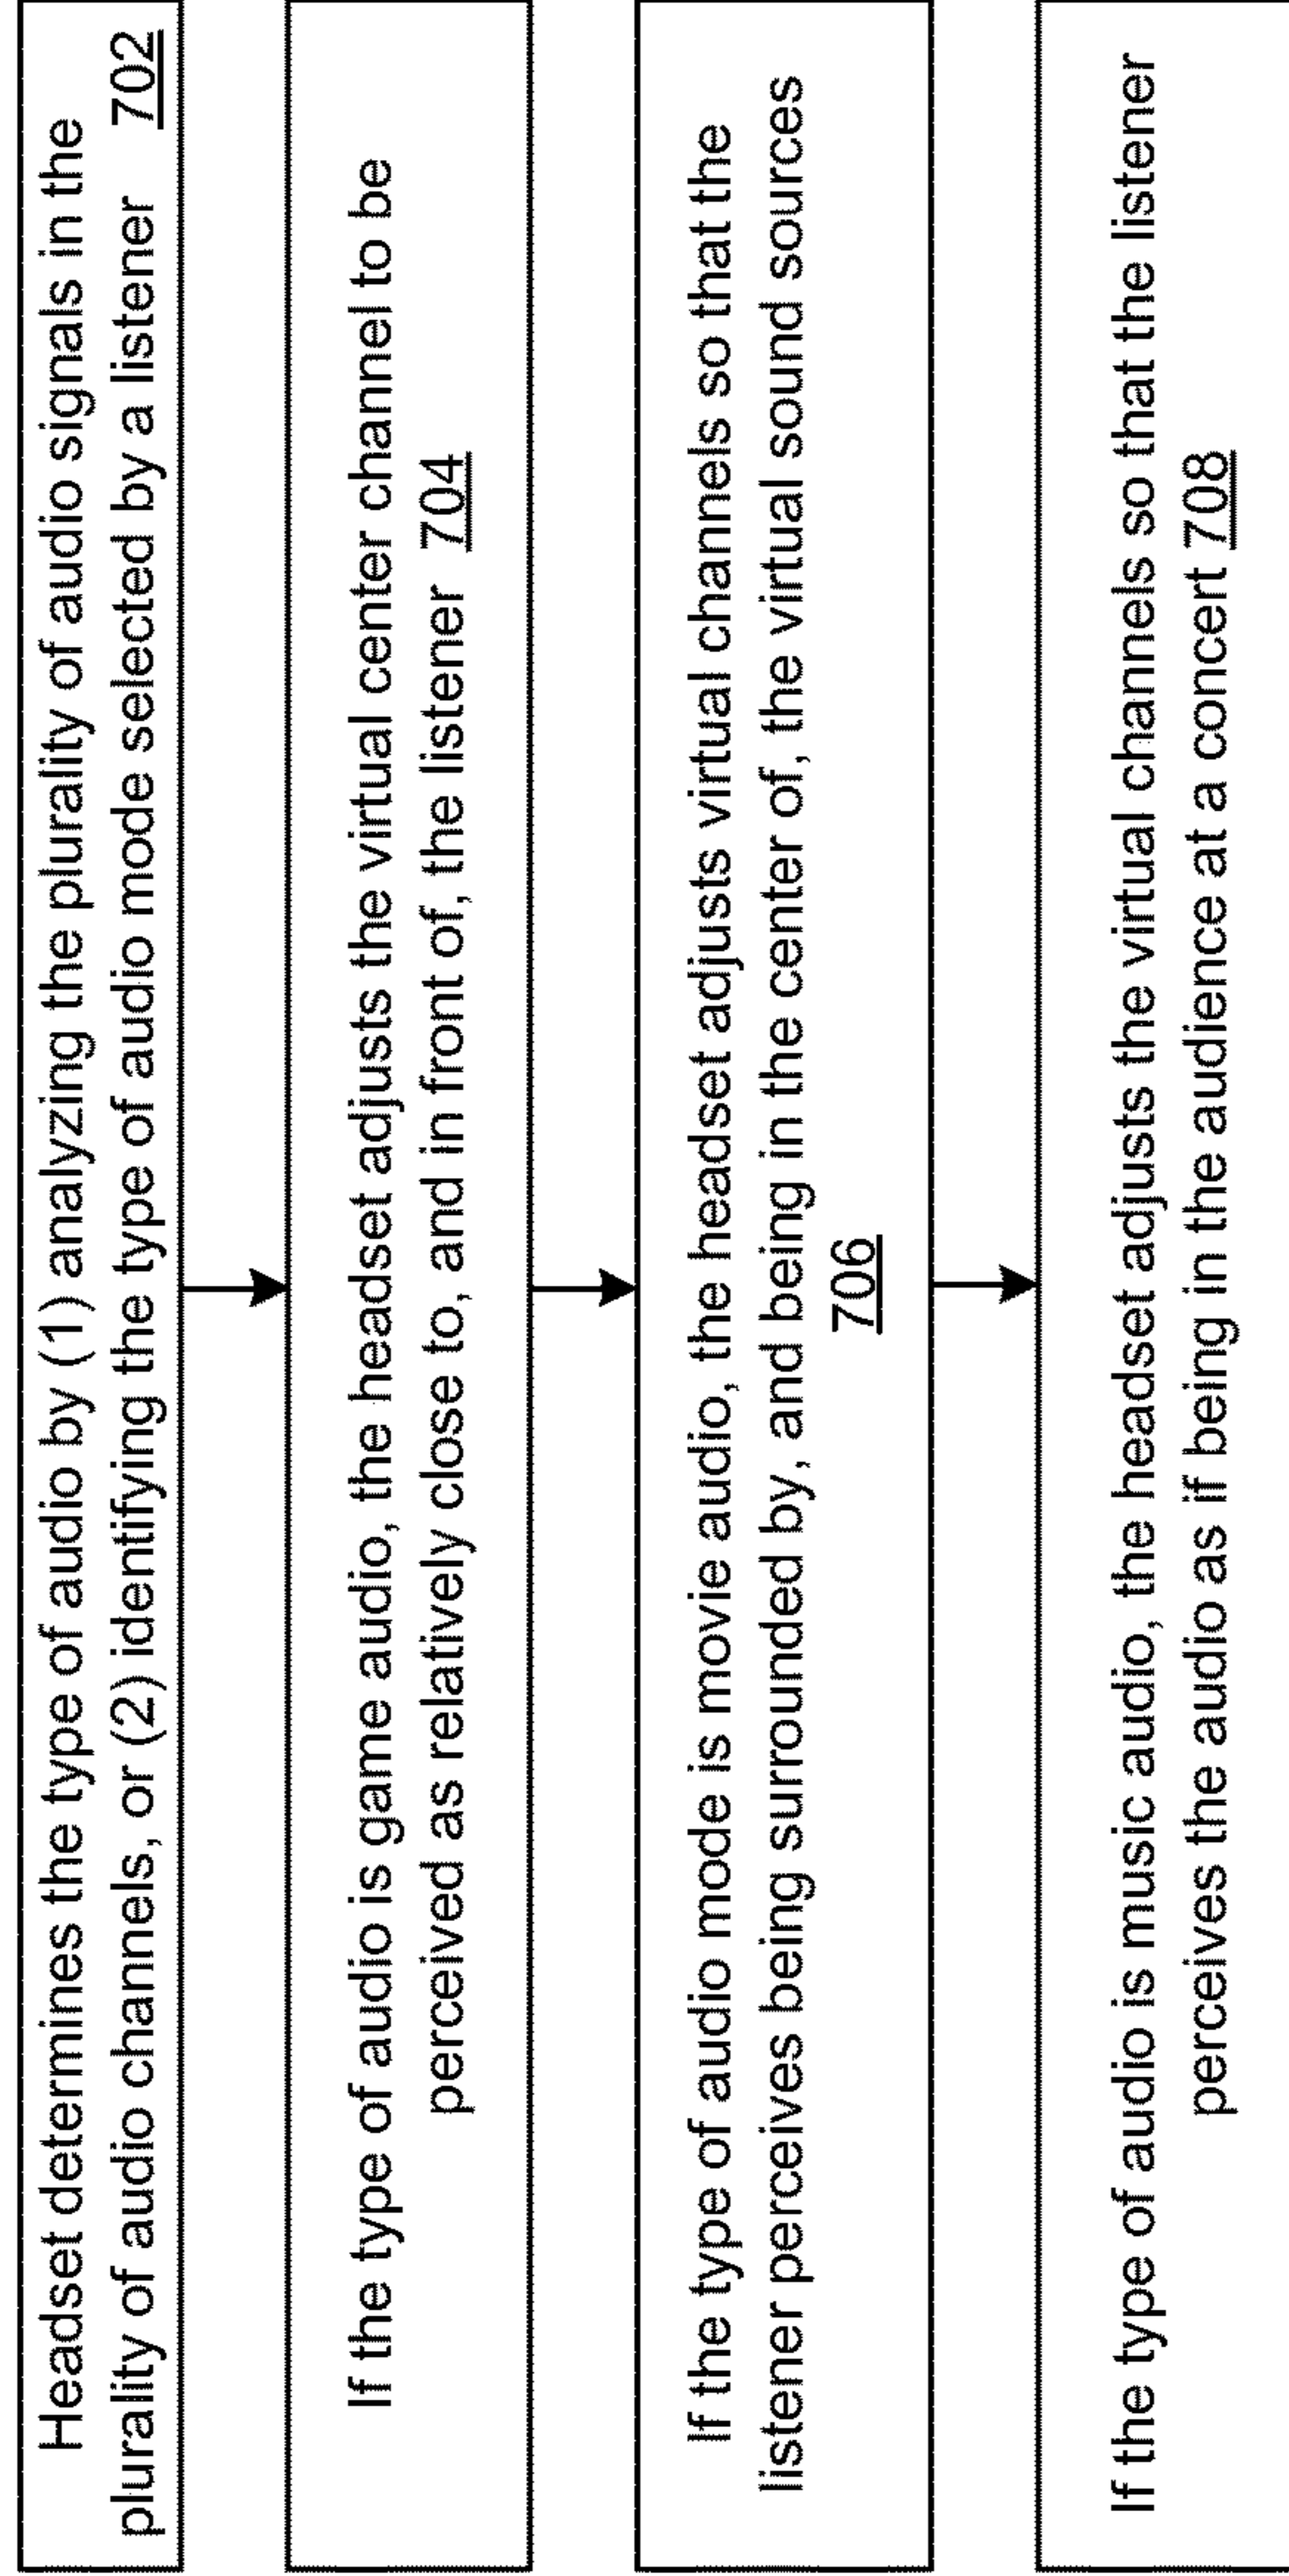 Headset determines the type of audio by (1) analyzing the plurality of audio signals in the
plurality of audio channels, or (2) identifying the type of audio mode selected by a listener 702
If the type of audio is game audio, the headset adjusts the virtual center channel to be
perceived as relatively close to, and in front of, the listener 704
If the type of audio mode is movie audio, the headset adjusts virtual channels so that the
listener perceives being surrounded by, and being in the center of, the virtual sound sources
706
If the type of audio is music audio, the headset adjusts the virtual channels so that the listener
perceives the audio as if being in the audience at a concert 708